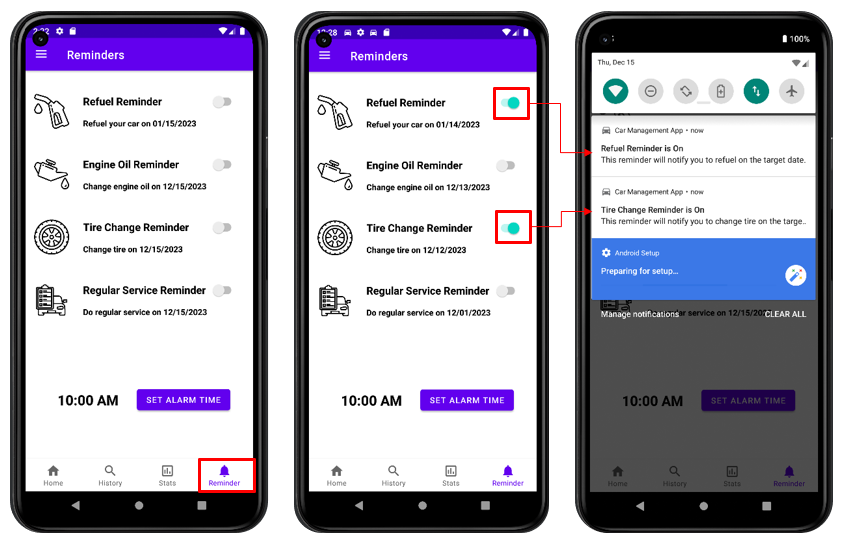 2:22
Reminders
Refuel Reminder
Refuel your car on 01/15/2023
Engine Oil Reminder
Change engine oil on 12/15/2023
Tire Change Reminder
Change tire on 12/15/2023
Regular Service Reminder
Do regular service on 12/15/2023
10:00 AM
SET ALARM TIME
Home
History
Stats
Reminder
:28
Reminders
Refuel Reminder
Refuel your car on 01/14/2023
Engine Oil Reminder
Change engine oil on 12/13/2023
Tire Change Reminder
Change tire on 12/12/2023
Regular Service Reminder
Do regular service on 12/01/2023
10:00 AM
SET ALARM TIME
Home
History
Stats
Reminder
100%
Thu, Dec 15
Car Management App • now
Refuel Reminder is On
This reminder will notify you to refuel on the target date.
Car Management App • now
Tire Change Reminder is On
This reminder will notify you to change tire on the targe..
Android Setup
Preparing for setup...
Manage notifications
CLEAR ALL
service on 12/15/202
10:00 AM
SET ALARM TIME
Home
History
Stats
Reminder